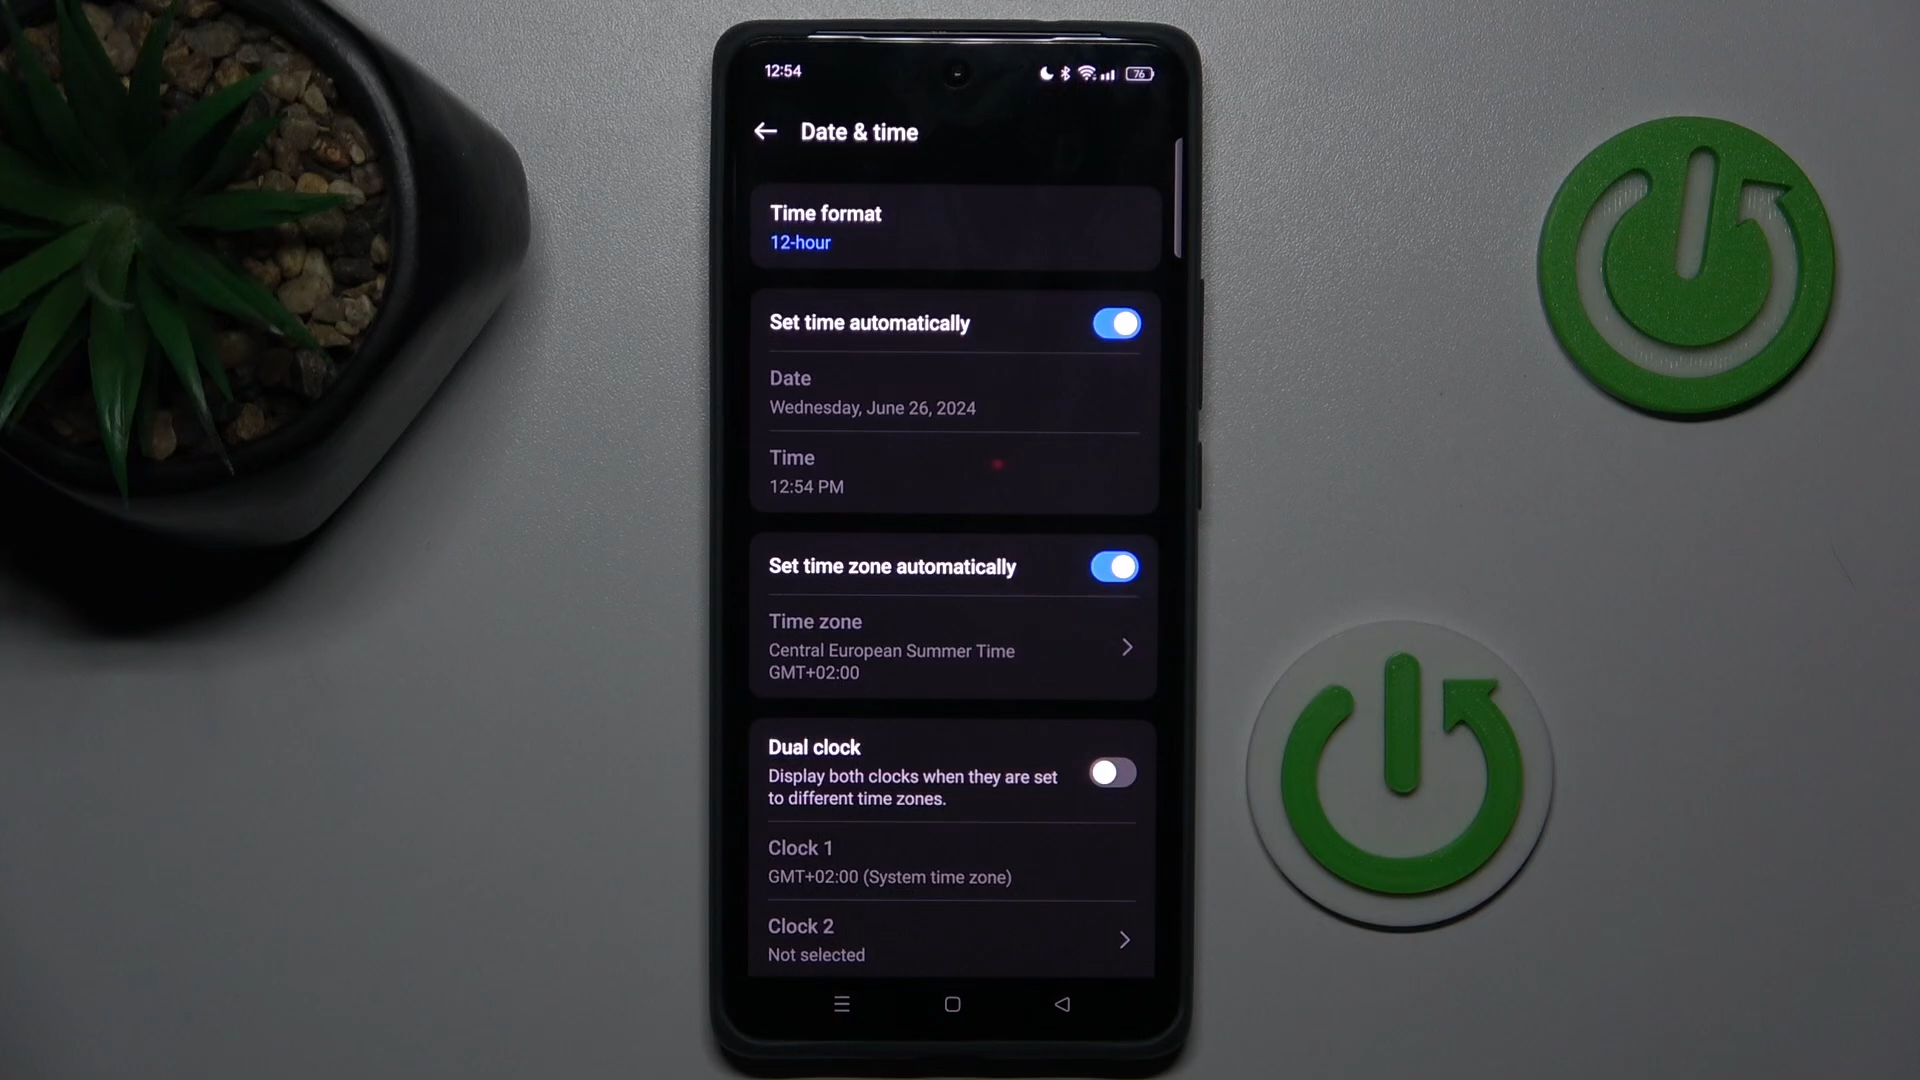 12:54
76
Date & time
Time format
12-hour
Set time automatically
Date
Wednesday, June 26, 2024
Time
12:54 PM
Set time zone automatically
Time zone
Central European Summer Time
GMT+02:00
Dual clock
Display both clocks when they are set
to different time zones.
Clock 1
GMT+02:00 (System time zone)
Clock 2
Not selected